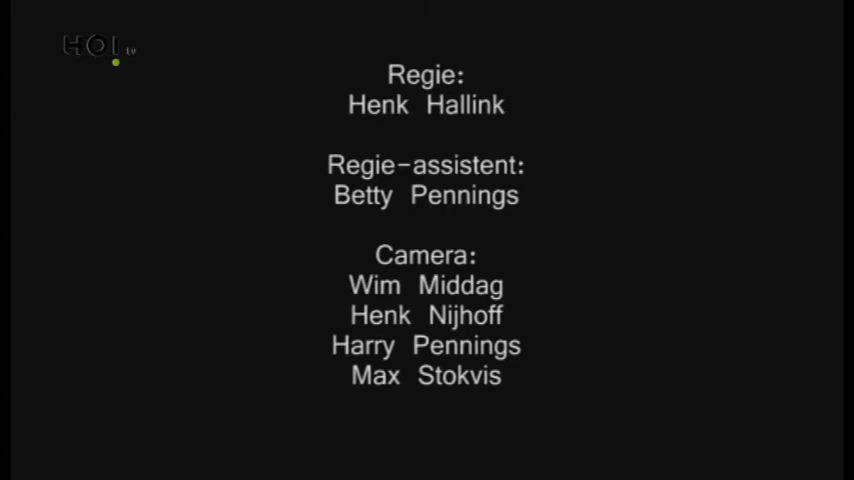 HOI tv
Regie:
Henk Hallink
Regie-assistent:
Betty Pennings
Camera:
Wim Middag
Henk Nijhoff
Harry Pennings
Max Stokvis